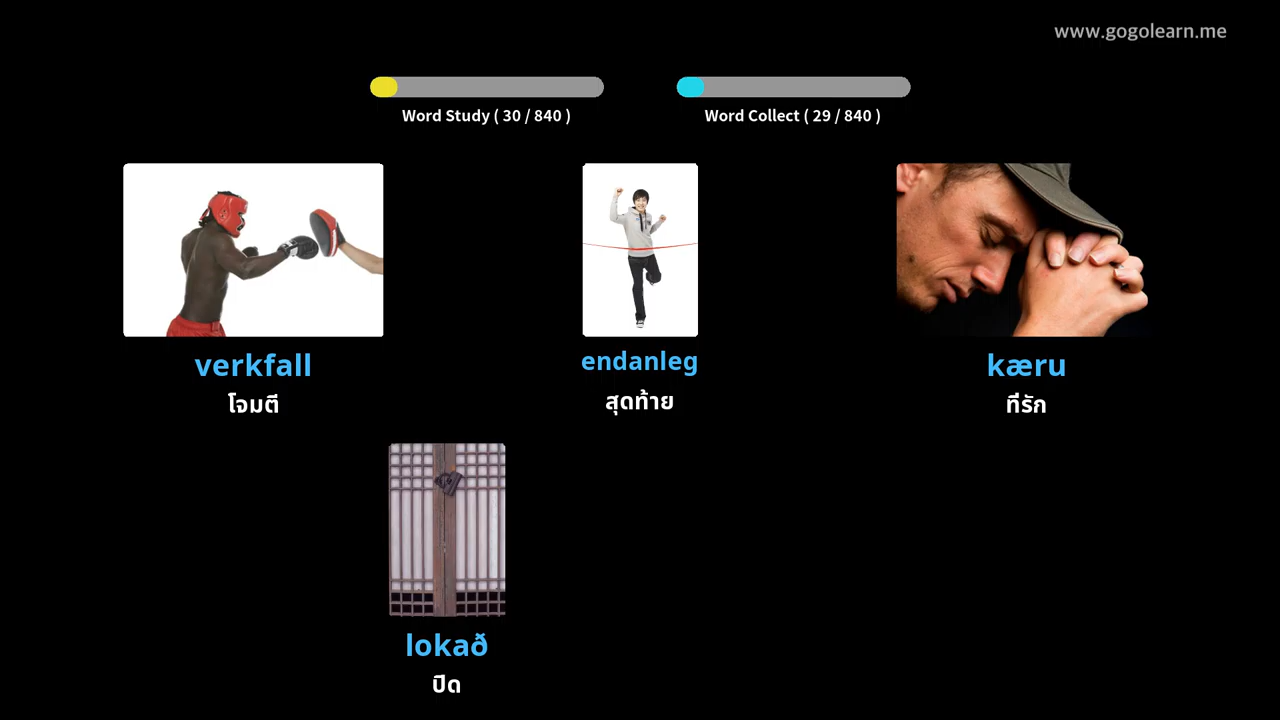 www.gogolearn.me
Word Study ( 30 / 840 )
Word Collect ( 29 / 840 )
verkfall
โจมตี
endanleg
สุดท้าย
kæru
ที่รัก
lokað
ปิด